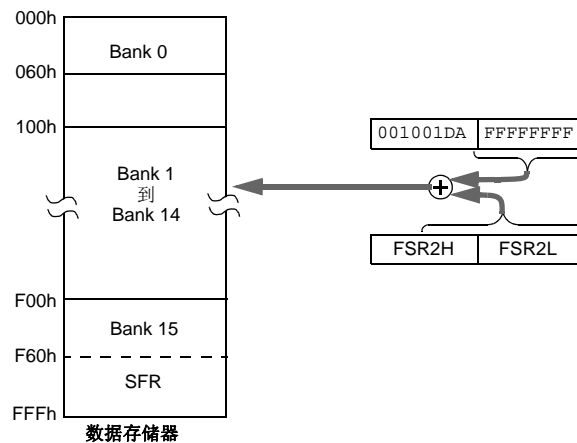 000h
Bank 0
060h
100h
001001DA FFFFFFFF
Bank 1
到
Bank 14
FSR2H FSR2L
F00h
Bank 15
F60h
SFR
FFFh
数据存储器